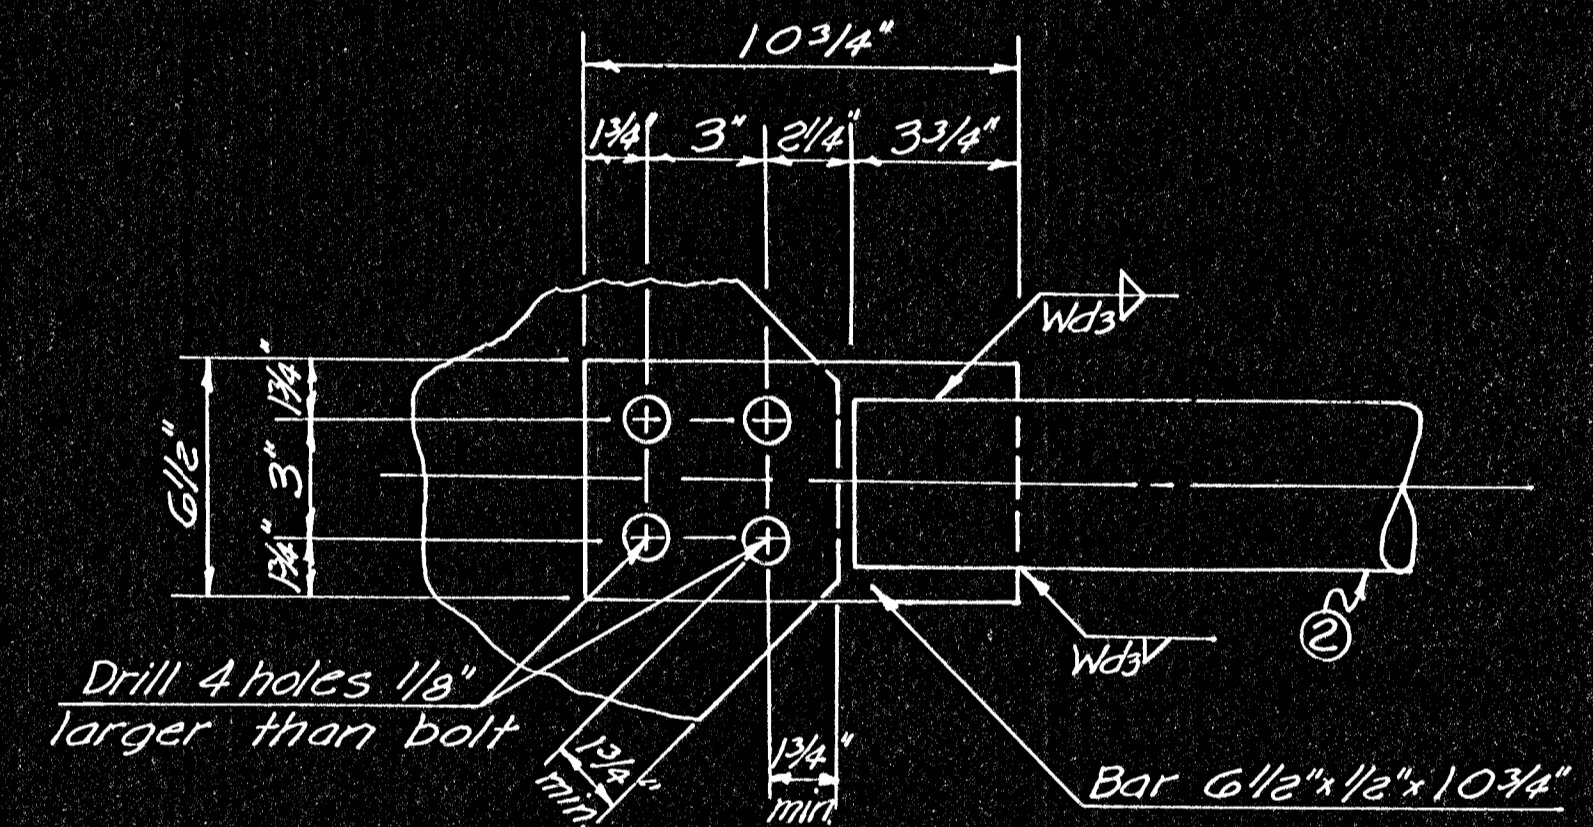 10 3/4"
1 3/4" 3" 2 1/4" 3 3/4"
Wd3
1 3/4"
6 1/2"
3"
1 3/4"
2
Wd3
Drill 4 holes 1/8"
larger than bolt
1 3/4"
min.
1 3/4"
min.
Bar 6 1/2" x 1/2" x 10 3/4"